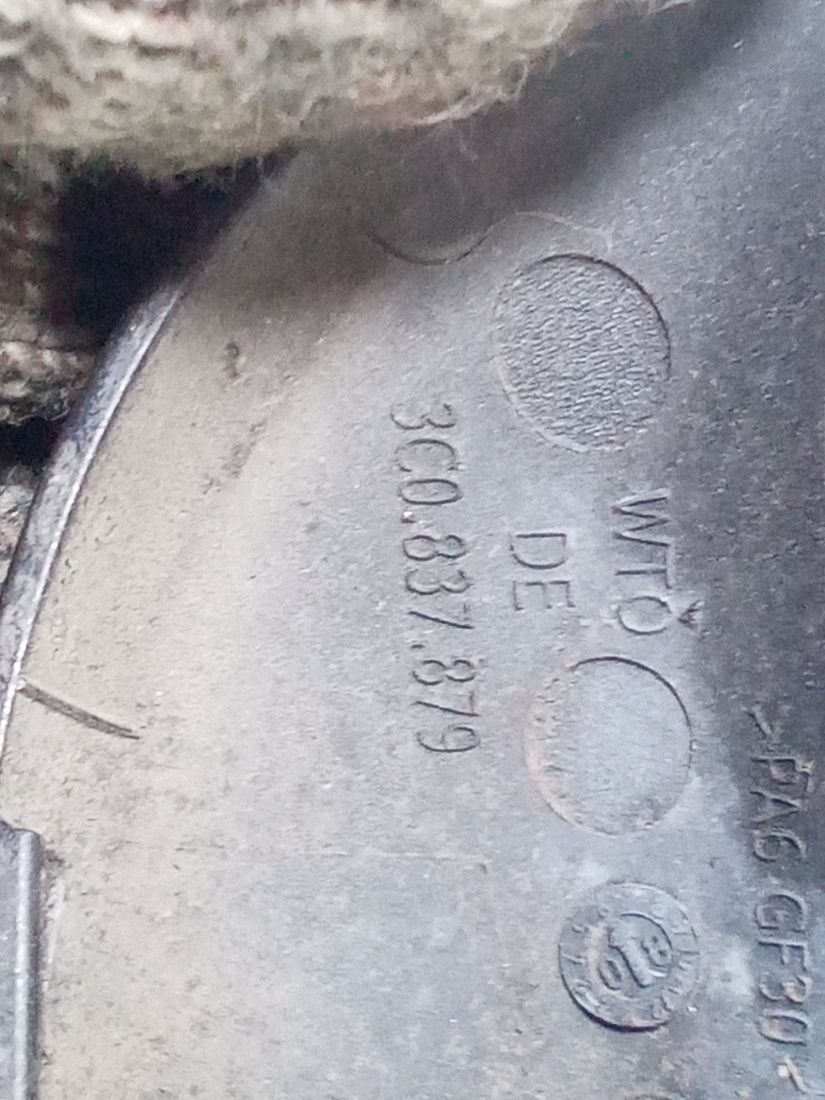 >PA6 GF30<
WTO
DE
3C0.837.879